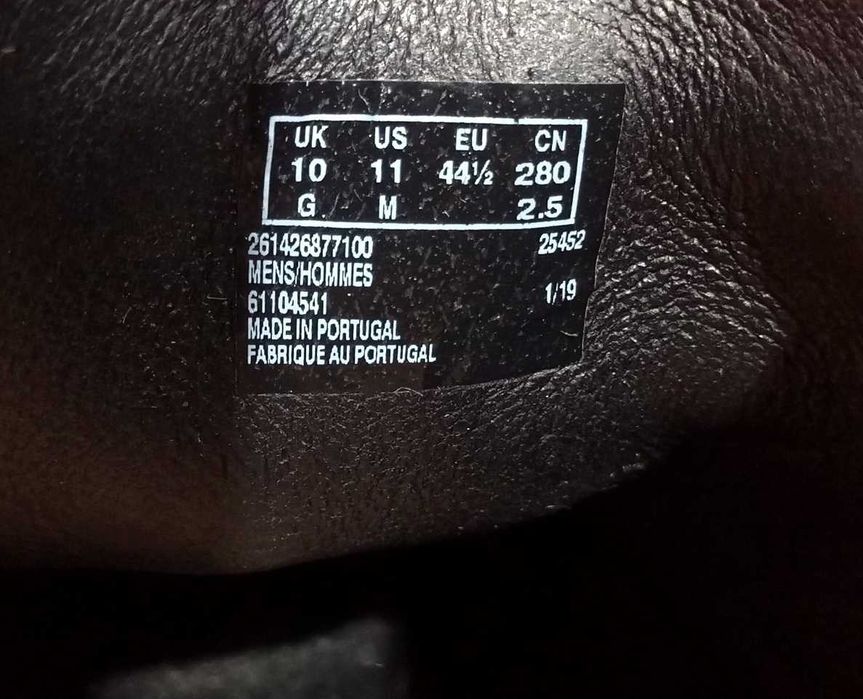 UK US EU CN
10 11 44½ 280
G M 2.5
261426877100 25452
MENS/HOMMES
61104541 1/19
MADE IN PORTUGAL
FABRIQUE AU PORTUGAL